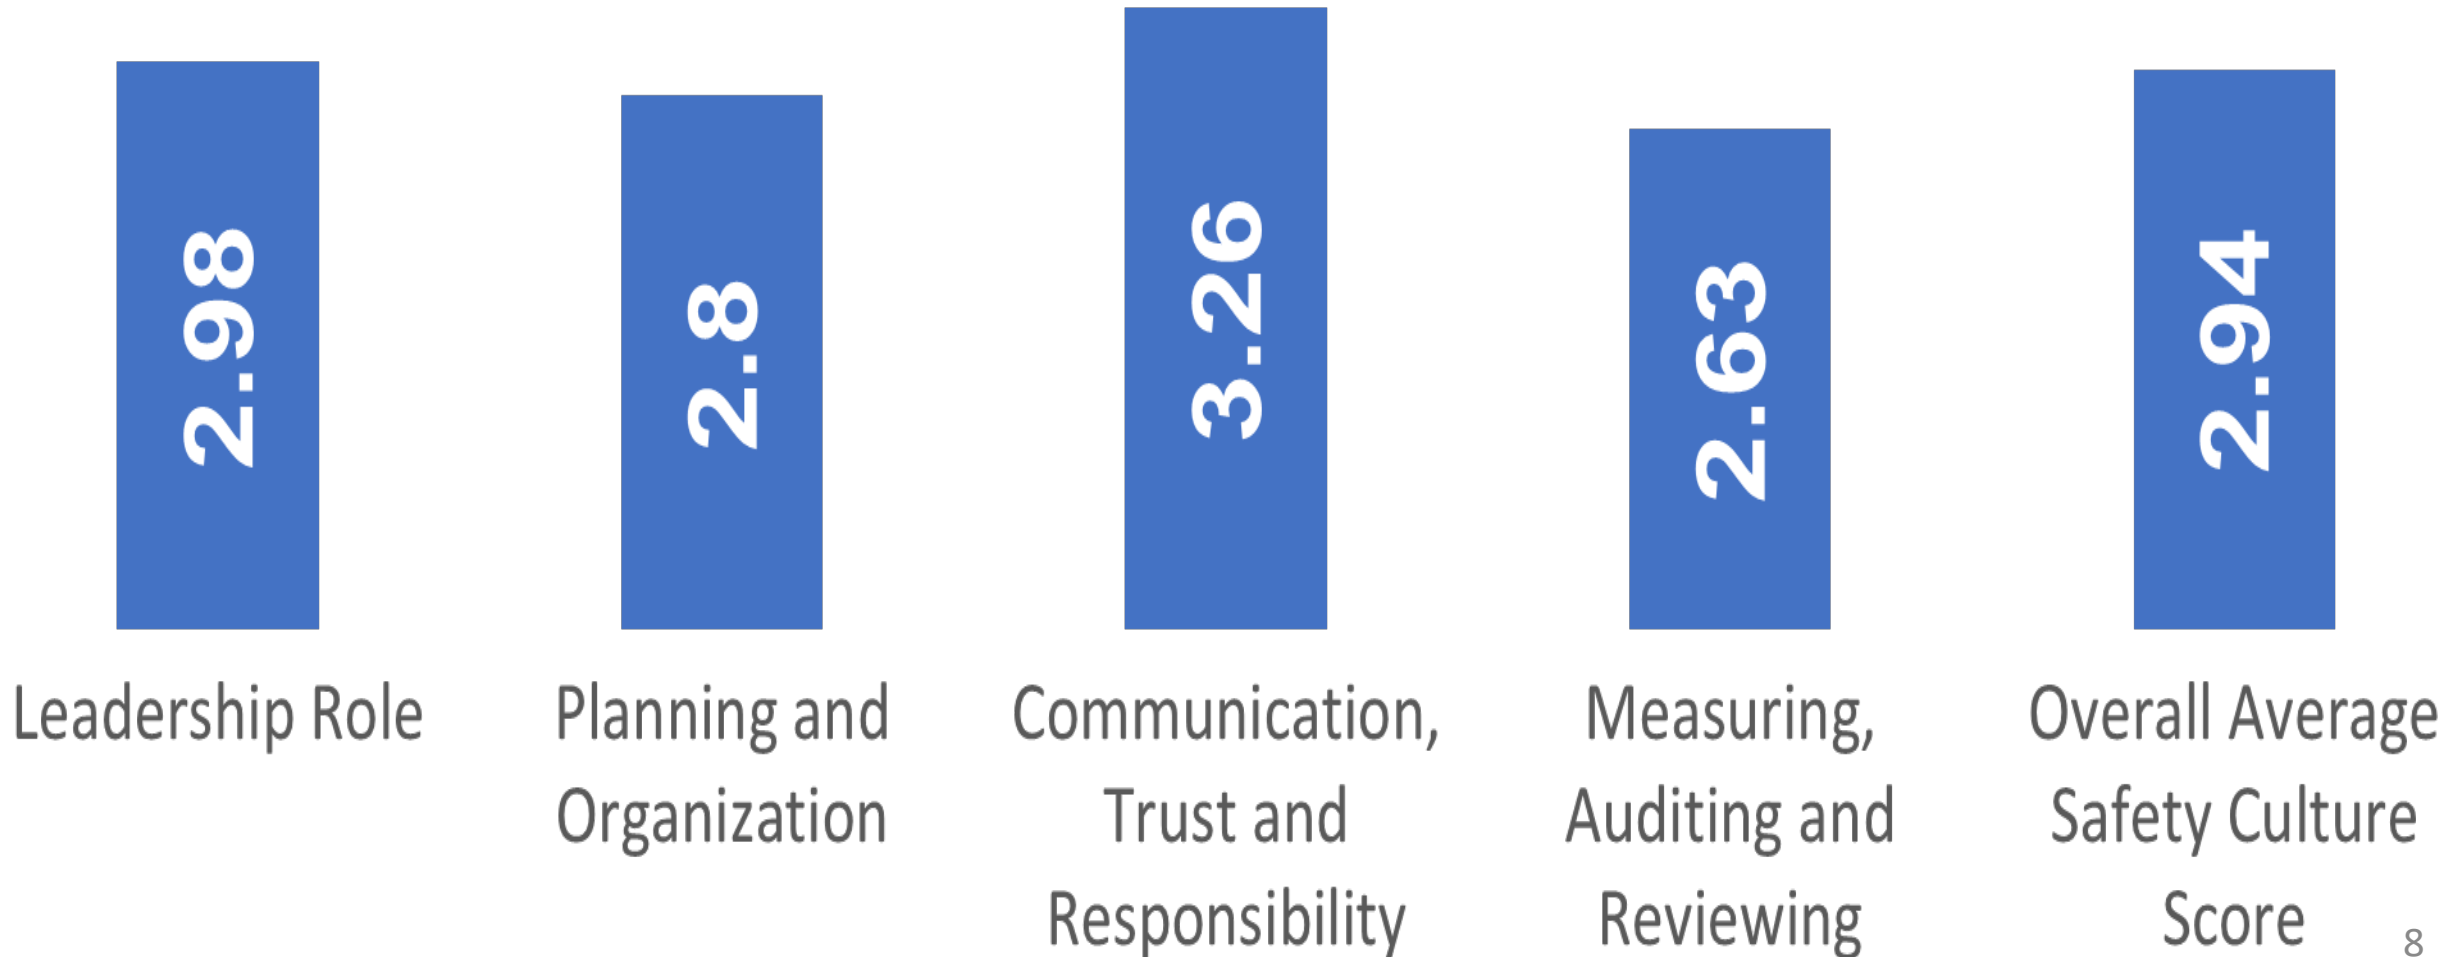 2.98
2.8
3.26
2.63
2.94
Leadership Role
Planning and
Organization
Communication,
Trust and
Responsibility
Measuring,
Auditing and
Reviewing
Overall Average
Safety Culture
Score
8